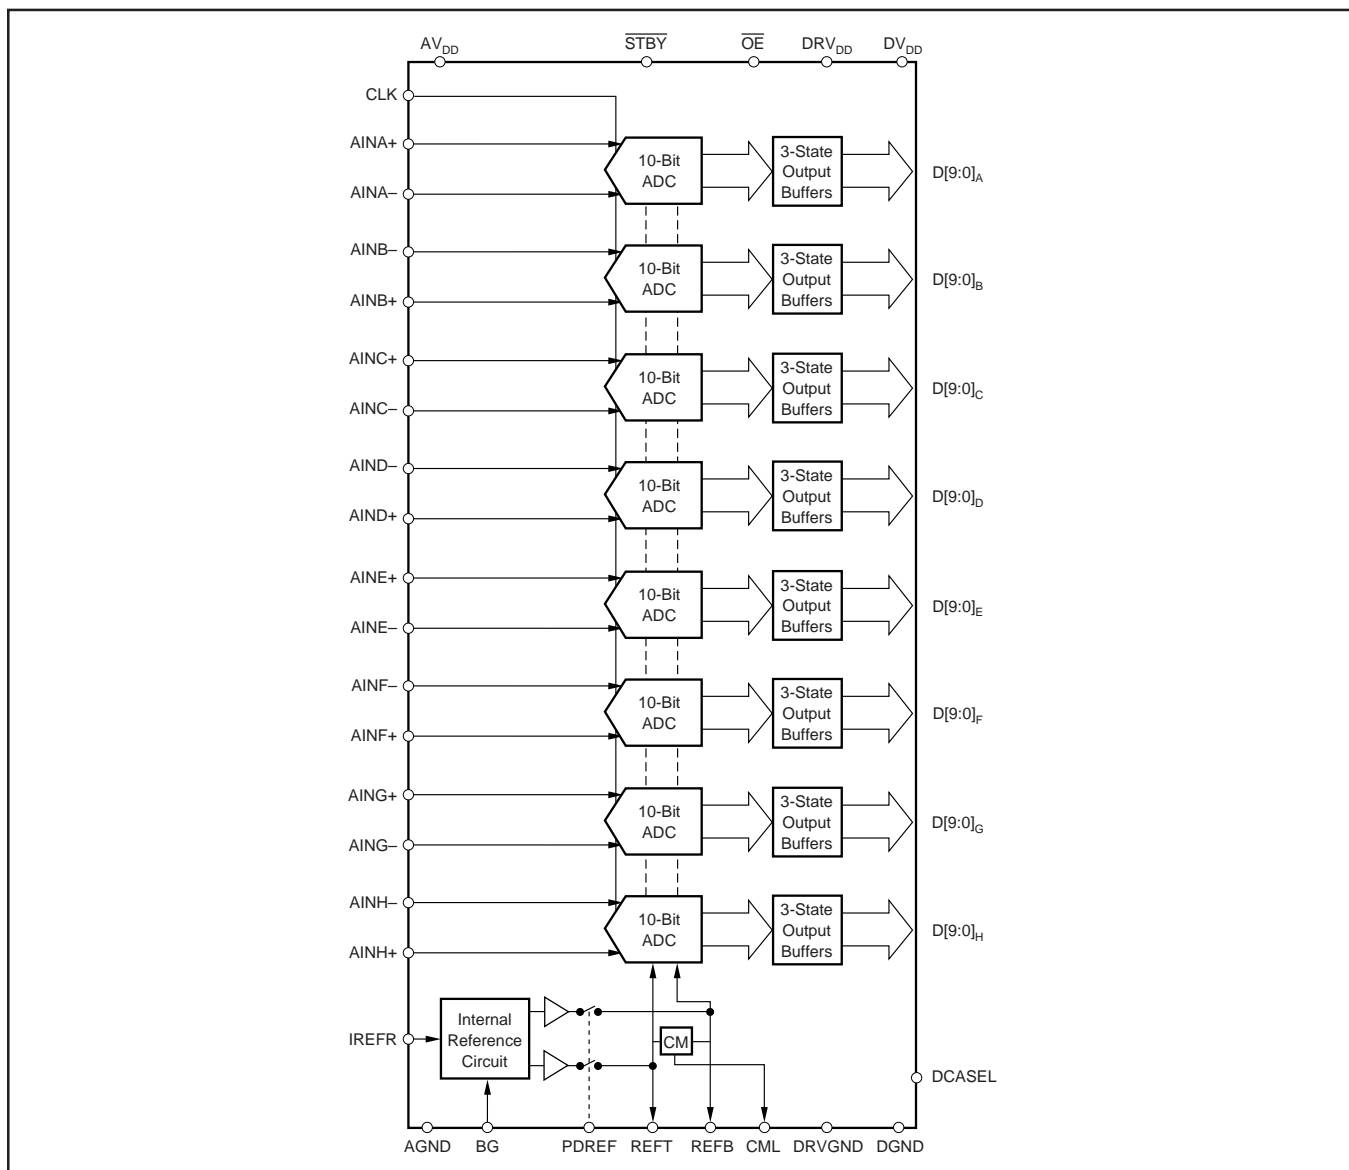 AVDD STBY OE DRVDD DVDD
CLK
AINA+
10-Bit
ADC
3-State
Output
Buffers
D[9:0]A
AINA–
AINB–
10-Bit
ADC
3-State
Output
Buffers
D[9:0]B
AINB+
AINC+
10-Bit
ADC
3-State
Output
Buffers
D[9:0]C
AINC–
AIND–
10-Bit
ADC
3-State
Output
Buffers
D[9:0]D
AIND+
AINE+
10-Bit
ADC
3-State
Output
Buffers
D[9:0]E
AINE–
AINF–
10-Bit
ADC
3-State
Output
Buffers
D[9:0]F
AINF+
AING+
10-Bit
ADC
3-State
Output
Buffers
D[9:0]G
AING–
AINH–
10-Bit
ADC
3-State
Output
Buffers
D[9:0]H
AINH+
IREFR
Internal
Reference
Circuit
CM
DCASEL
AGND BG PDREF REFT REFB CML DRVGND DGND